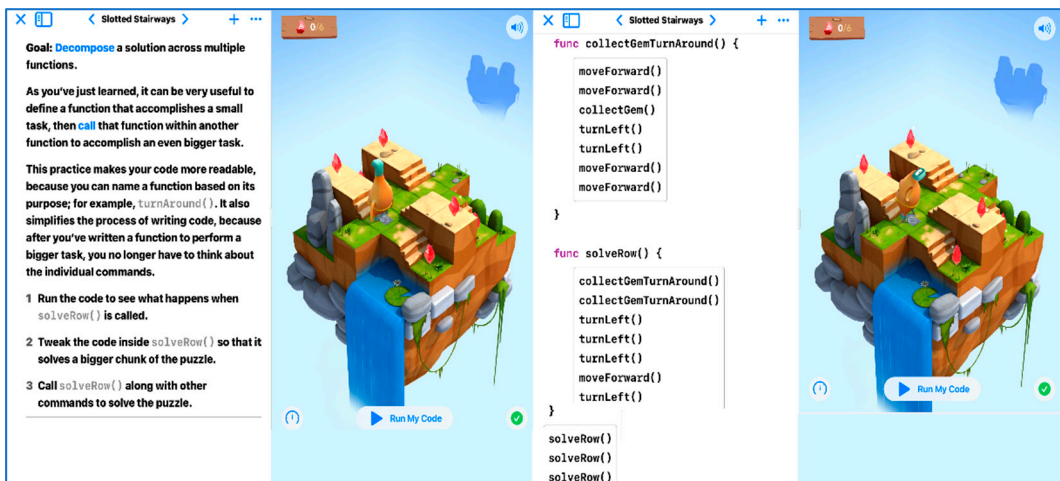 Slotted Stairways
Goal: Decompose a solution across multiple
functions.
As you've just learned, it can be very useful to
define a function that accomplishes a small
task, then call that function within another
function to accomplish an even bigger task.
This practice makes your code more readable,
because you can name a function based on its
purpose; for example, turnAround(). It also
simplifies the process of writing code, because
after you've written a function to perform a
bigger task, you no longer have to think about
the individual commands.
1 Run the code to see what happens when
solveRow() is called.
2 Tweak the code inside solveRow() so that it
solves a bigger chunk of the puzzle.
3 Call solveRow() along with other
commands to solve the puzzle.
0/6
Run My Code
Slotted Stairways
func collectGemTurnAround() {
moveForward()
moveForward()
collectGem()
turnLeft()
turnLeft()
moveForward()
moveForward()
}
func solveRow() {
collectGemTurnAround()
collectGemTurnAround()
turnLeft()
turnLeft()
turnLeft()
moveForward()
turnLeft()
}
solveRow()
solveRow()
solveRow()
0/6
Run My Code